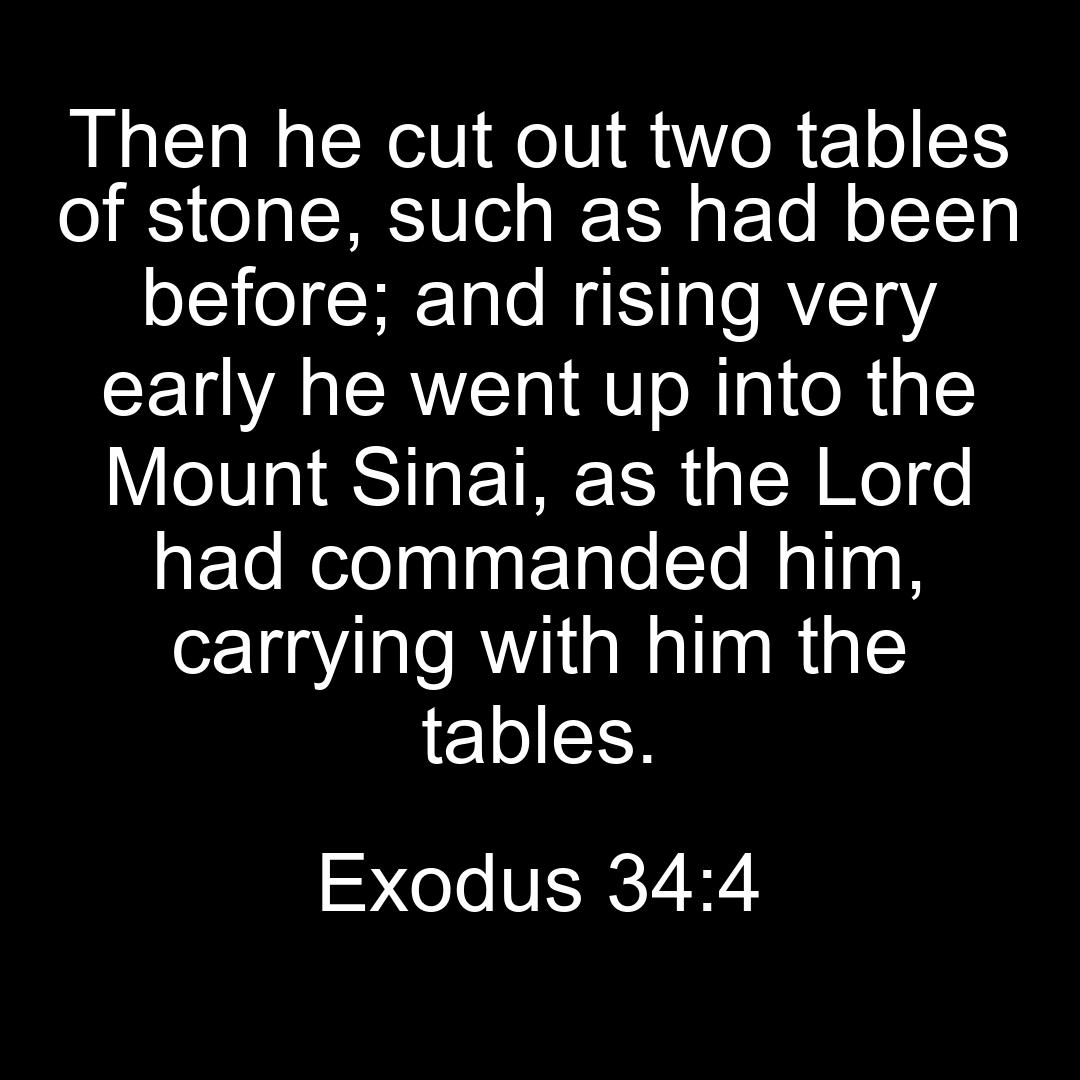 Then he cut out two tables
of stone, such as had been
before; and rising very
early he went up into the
Mount Sinai, as the Lord
had commanded him,
carrying with him the
tables.
Exodus 34:4